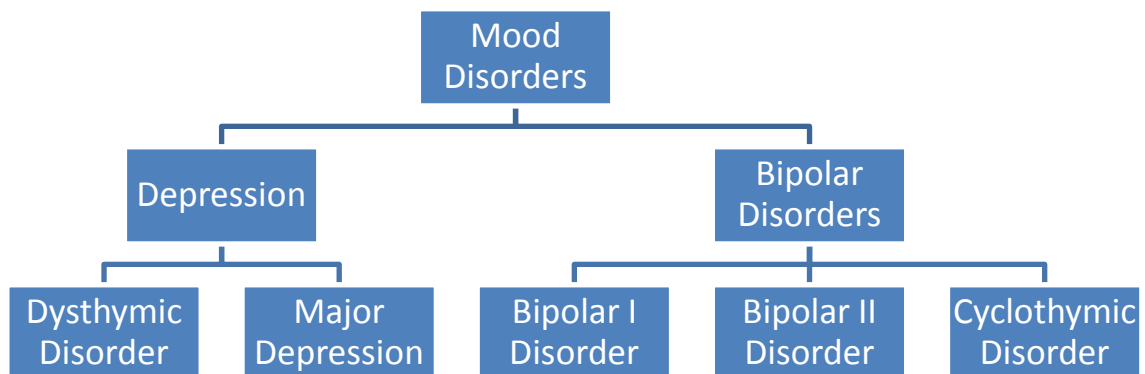 Mood
Disorders
Depression
Bipolar
Disorders
Dysthymic
Disorder
Major
Depression
Bipolar I
Disorder
Bipolar II
Disorder
Cyclothymic
Disorder